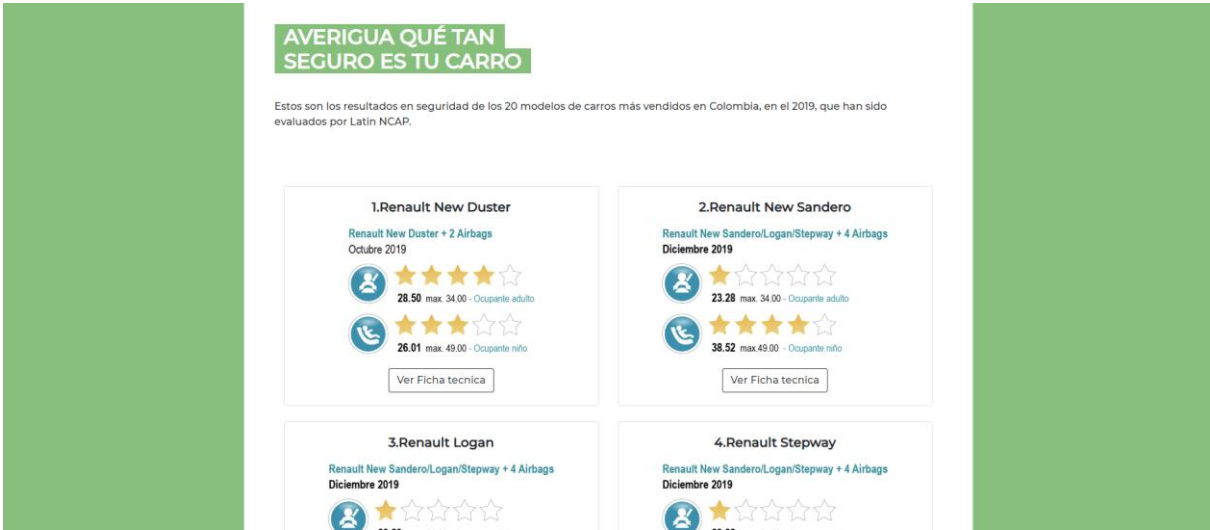 AVERIGUA QUÉ TAN
SEGURO ES TU CARRO
Estos son los resultados en seguridad de los 20 modelos de carros más vendidos en Colombia, en el 2019, que han sido
evaluados por Latin NCAP.
1.Renault New Duster
Renault New Duster + 2 Airbags
Octubre 2019
28.50 max. 34.00 - Ocupante adulto
26.01 max. 49.00 - Ocupante niño
Ver Ficha tecnica
2.Renault New Sandero
Renault New Sandero/Logan/Stepway + 4 Airbags
Diciembre 2019
23.28 max. 34.00 - Ocupante adulto
38.52 max.49.00 - Ocupante niño
Ver Ficha tecnica
3.Renault Logan
Renault New Sandero/Logan/Stepway + 4 Airbags
Diciembre 2019
4.Renault Stepway
Renault New Sandero/Logan/Stepway + 4 Airbags
Diciembre 2019